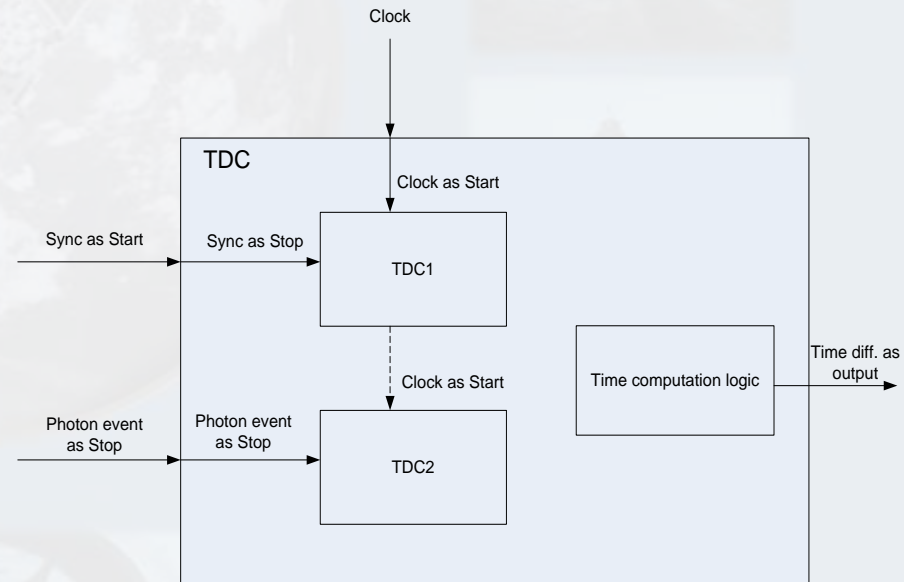 Clock
TDC
Clock as Start
Sync as Start
Sync as Stop
TDC1
Clock as Start
Time computation logic
Time diff. as
output
Photon event
as Stop
Photon event
as Stop
TDC2